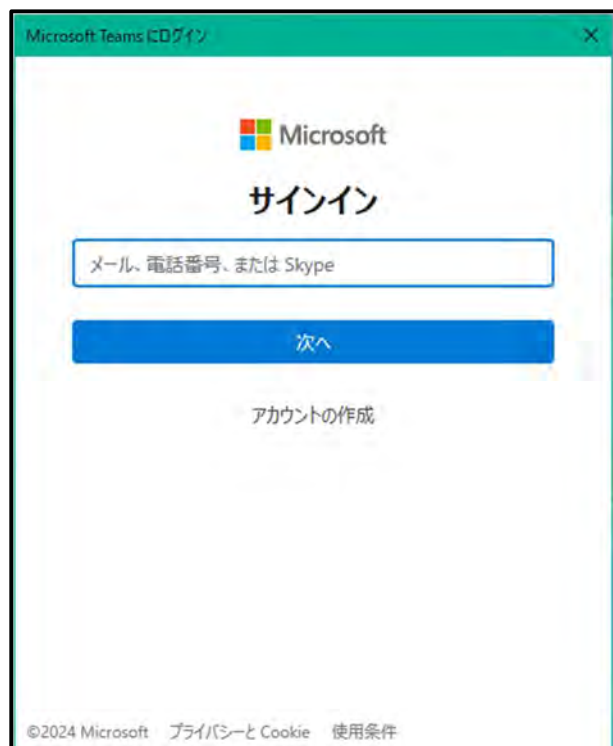 Microsoft Teams にログイン
Microsoft
サインイン
メール、電話番号、または Skype
次へ
アカウントの作成
©2024 Microsoft プライバシーと Cookie 使用条件